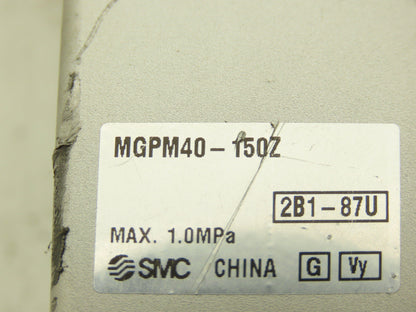 MGPM40-150Z
2B1-87U
MAX. 1.0MPa
SMC CHINA G Vy